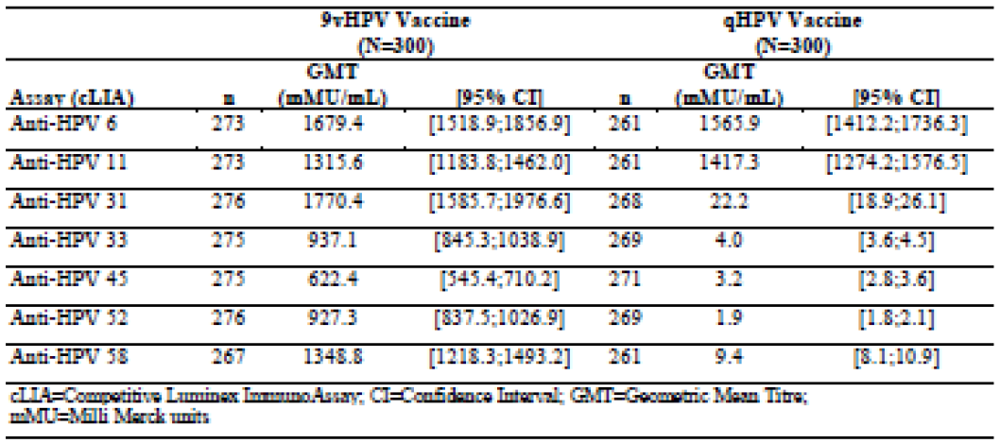 9vHPV Vaccine qHPV Vaccine
(N=300) (N=300)
GMT GMT
Assay (cLIA) n (mMU/mL) [95% CI] n (mMU/mL) [95% CI]
Anti-HPV 6 273 1679.4 [1518.9;1856.9] 261 1565.9 [1412.2;1736.3]
Anti-HPV 11 273 1315.6 [1183.8;1462.0] 261 1417.3 [1274.2;1576.5]
Anti-HPV 31 276 1770.4 [1585.7;1976.6] 268 22.2 [18.9;26.1]
Anti-HPV 33 275 937.1 [845.3;1038.9] 269 4.0 [3.6;4.5]
Anti-HPV 45 275 622.4 [545.4;710.2] 271 3.2 [2.8;3.6]
Anti-HPV 52 276 927.3 [837.5;1026.9] 269 1.9 [1.8;2.1]
Anti-HPV 58 267 1348.8 [1218.3;1493.2] 261 9.4 [8.1;10.9]
cLIA=Competitive Luminex ImmunoAssay; CI=Confidence Interval; GMT=Geometric Mean Titre;
mMU=Milli Merck units